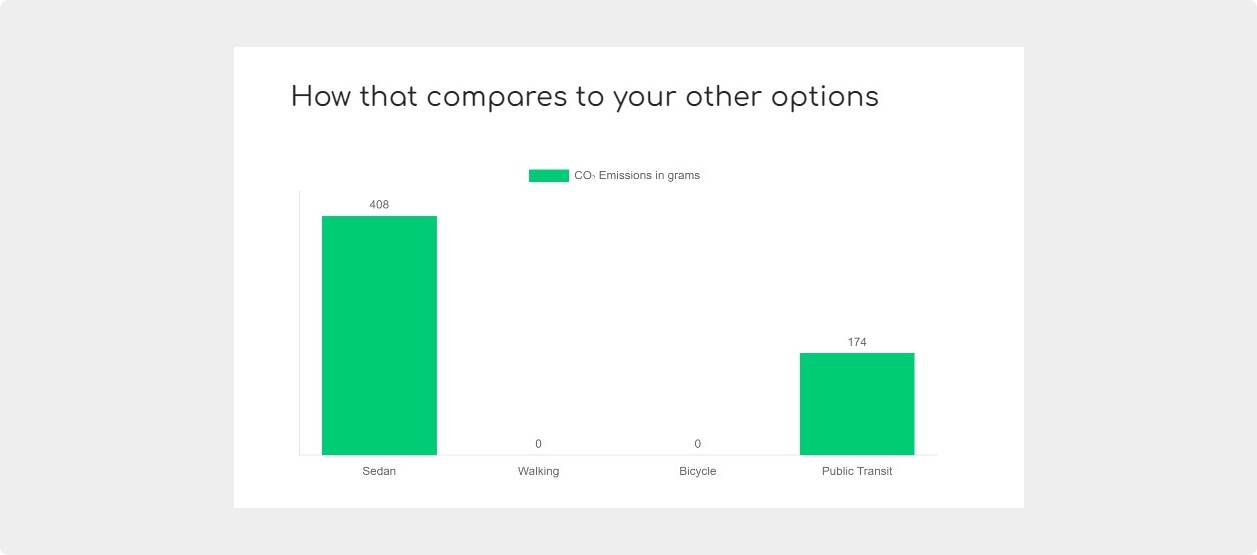 How that compares to your other options
CO₂ Emissions in grams
408
174
0
0
Sedan
Walking
Bicycle
Public Transit